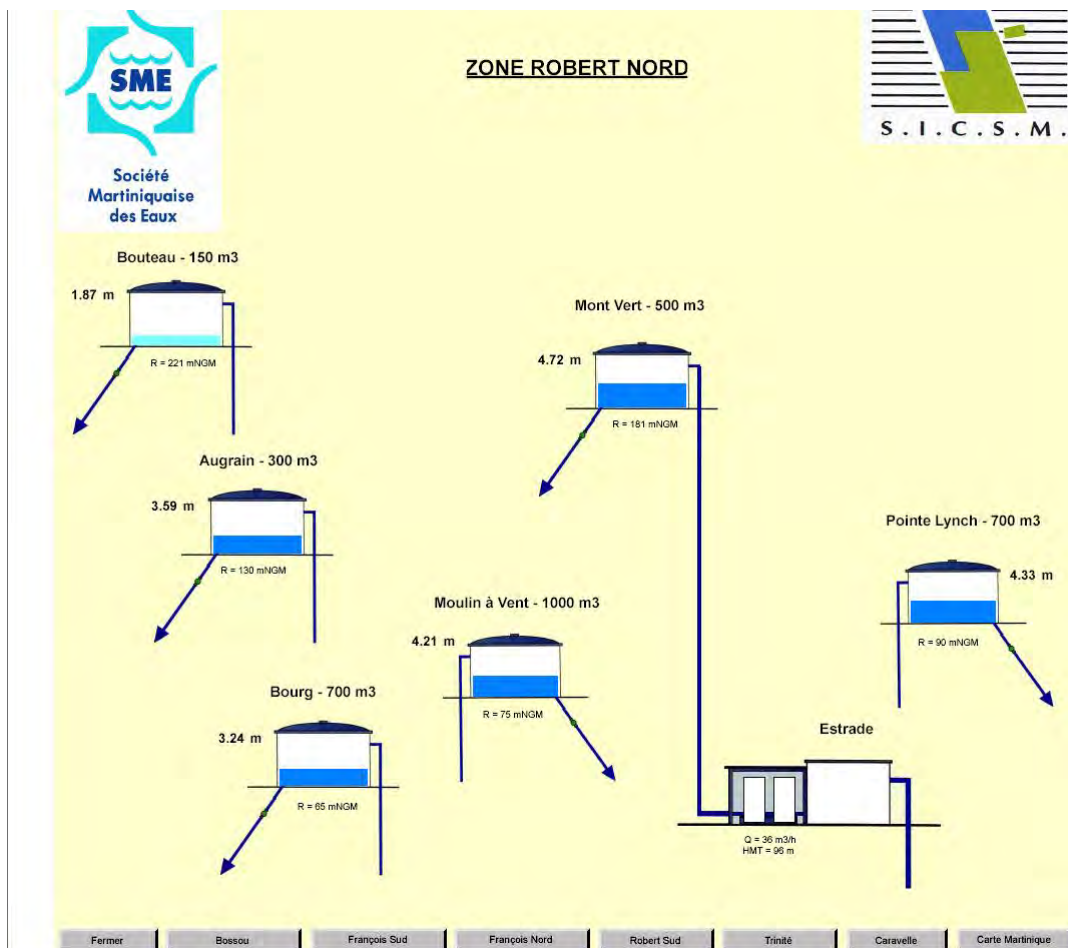 SME
Société
Martiniquaise
des Eaux
ZONE ROBERT NORD
S.I.C.S.M.
Bouteau - 150 m3
1.87 m
R = 221 mNGM
Mont Vert - 500 m3
4.72 m
R = 181 mNGM
Augrain - 300 m3
3.59 m
R = 130 mNGM
Pointe Lynch - 700 m3
4.33 m
R = 90 mNGM
Moulin à Vent - 1000 m3
4.21 m
R = 75 mNGM
Bourg - 700 m3
3.24 m
R = 65 mNGM
Estrade
Q = 36 m3/h
HMT = 96 m
Fermer
Bossou
François Sud
François Nord
Robert Sud
Trinité
Caravelle
Carte Martinique